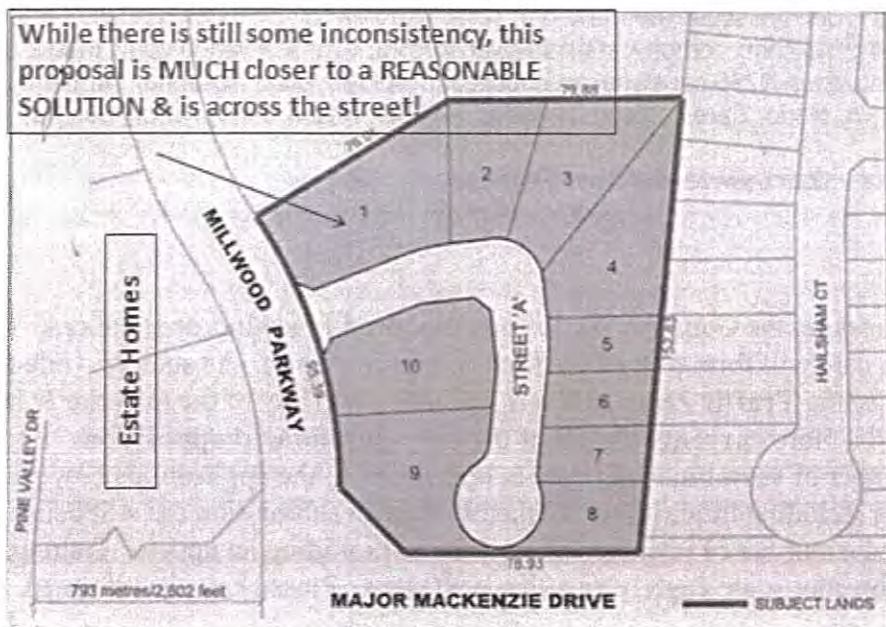 While there is still some inconsistency, this
proposal is MUCH closer to a REASONABLE
SOLUTION & is across the street!
79.88
1
2
3
4
5
6
7
8
9
10
MILLWOOD PARKWAY
Estate Homes
STREET 'A'
HAILSHAM CT
PINE VALLEY DR
78.93
793 metres/2,602 feet
MAJOR MACKENZIE DRIVE
SUBJECT LANDS